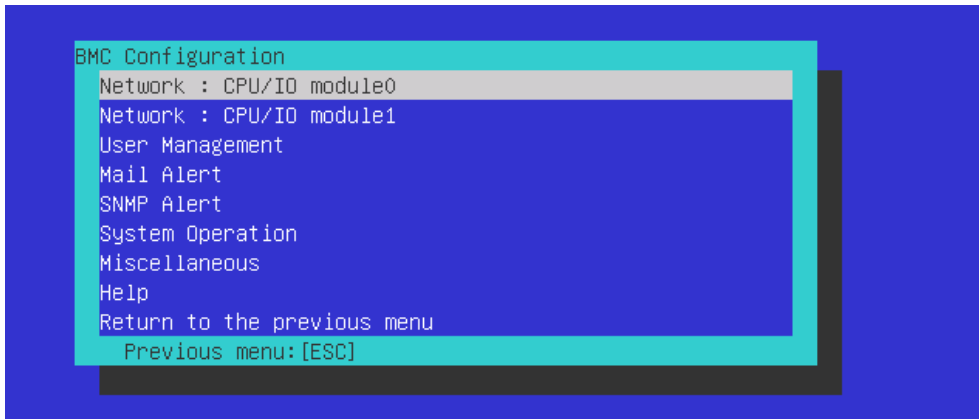 BMC Configuration
Network : CPU/IO module0
Network : CPU/IO module1
User Management
Mail Alert
SNMP Alert
System Operation
Miscellaneous
Help
Return to the previous menu
Previous menu:[ESC]